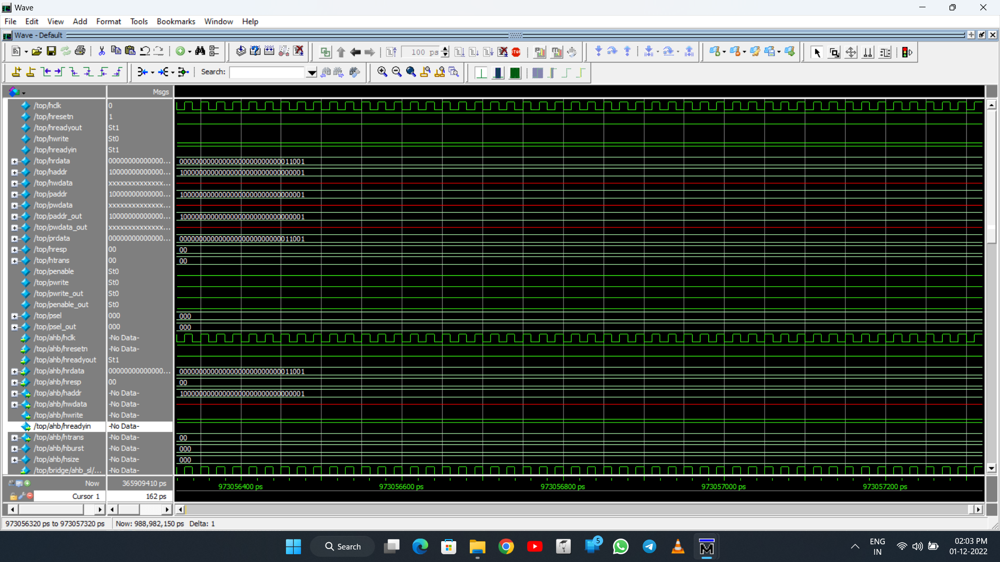 Wave
File Edit View Add Format Tools Bookmarks Window Help
Wave - Default
100 ps
STOP
Search:
Msgs
/top/hclk 0
/top/hresetn 1
/top/hreadyout St1
/top/hwrite St0
/top/hreadyin St1
/top/hrdata 00000000000000... 00000000000000000000000000011001
/top/haddr 10000000000000... 10000000000000000000000000000001
/top/hwdata xxxxxxxxxxxxxxx...
/top/paddr 10000000000000... 10000000000000000000000000000001
/top/pwdata xxxxxxxxxxxxxxx...
/top/paddr_out 10000000000000... 10000000000000000000000000000001
/top/pwdata_out xxxxxxxxxxxxxxx...
/top/prdata 00000000000000... 00000000000000000000000000011001
/top/hresp 00 00
/top/htrans 00 00
/top/penable St0
/top/pwrite St0
/top/pwrite_out St0
/top/penable_out St0
/top/psel 000 000
/top/psel_out 000 000
/top/ahb/hclk -No Data-
/top/ahb/hresetn -No Data-
/top/ahb/hreadyout St1
/top/ahb/hrdata 00000000000000... 00000000000000000000000000011001
/top/ahb/hresp 00 00
/top/ahb/haddr -No Data- 10000000000000000000000000000001
/top/ahb/hwdata -No Data-
/top/ahb/hwrite -No Data-
/top/ahb/hreadyin -No Data-
/top/ahb/htrans -No Data- 00
/top/ahb/hburst -No Data- 000
/top/ahb/hsize -No Data- 000
/top/bridge/ahb_sl/... -No Data-
Now 365909410 ps 973056400 ps 973056600 ps 973056800 ps 973057000 ps 973057200 ps
Cursor 1 162 ps
973056320 ps to 973057320 ps Now: 988,982,150 ps Delta: 1
Search 5 ENG 02:03 PM
IN 01-12-2022